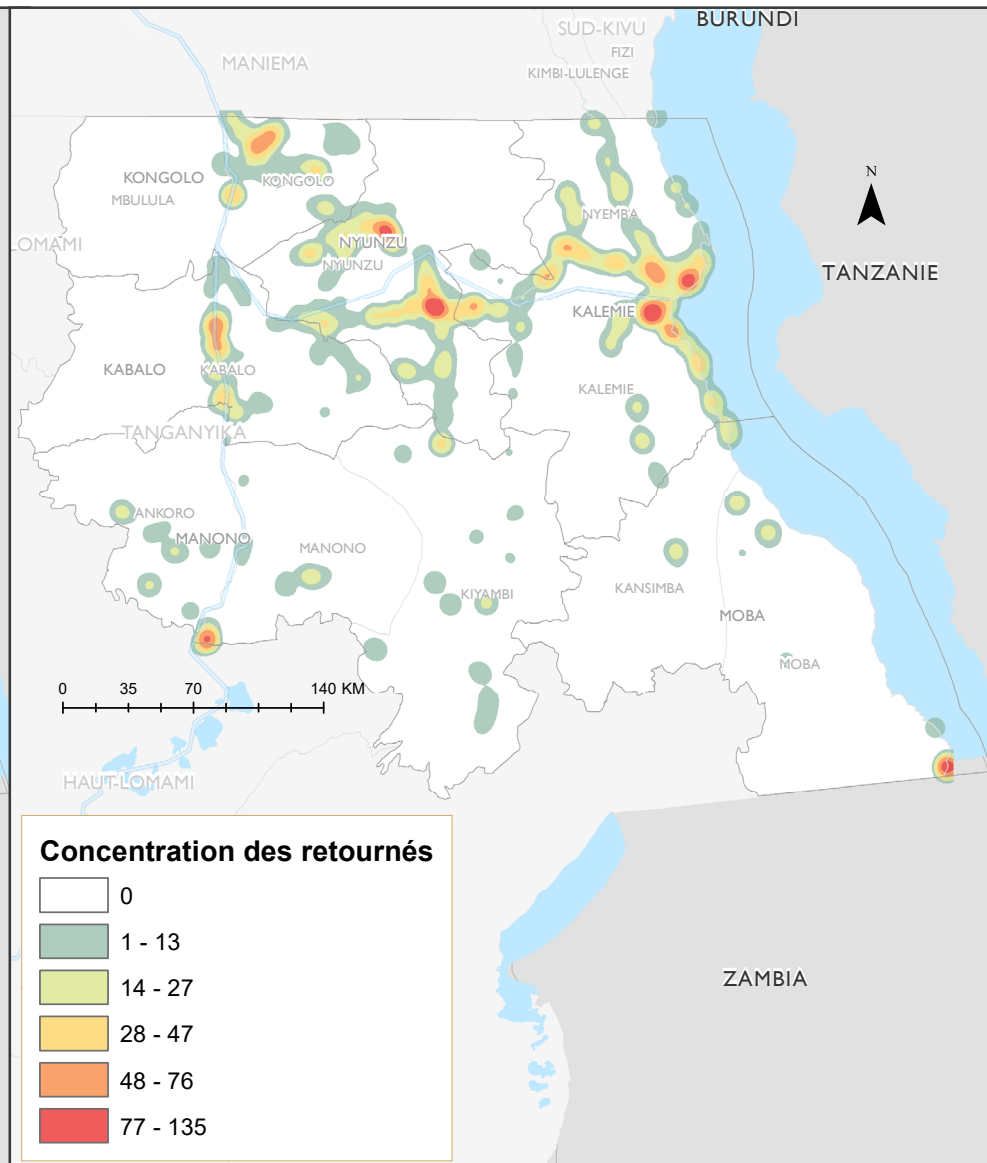 BURUNDI
SUD-KIVU
FIZI
MANIEMA
KIMBI-LULENGE
N
KONGOLO
KONGOLO
MBULULA
NYEMBA
LOMAMI
NYUNZU
NYUNZU
TANZANIE
KALEMIE
KABALO
KABALO
KALEMIE
TANGANYIKA
ANKORO
MANONO
MANONO
KANSIMBA
KIYAMBI
MOBA
MOBA
0 35 70 140 KM
HAUT-LOMAMI
ZAMBIA
Concentration des retournés
0
1 - 13
14 - 27
28 - 47
48 - 76
77 - 135